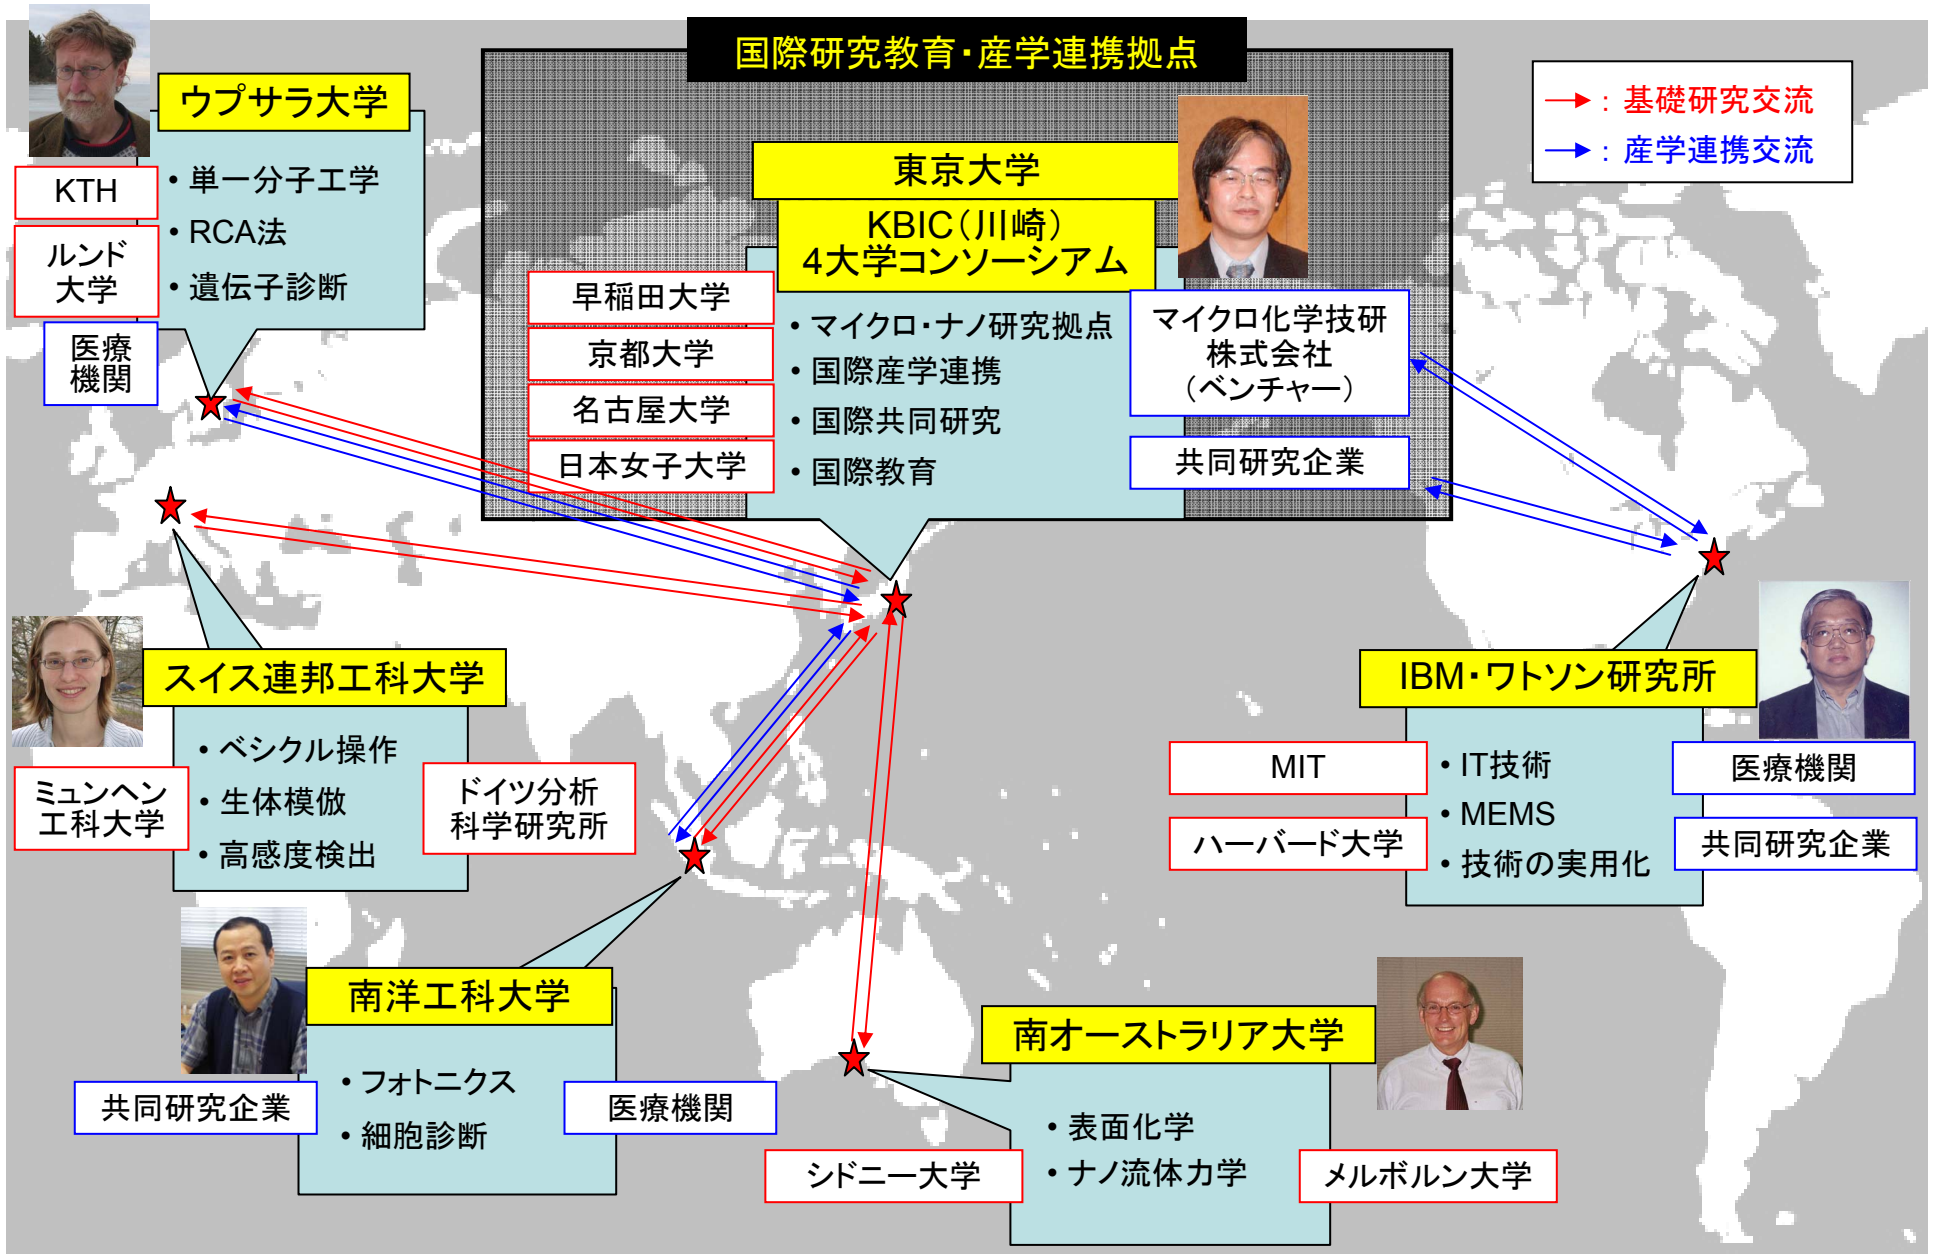 国際研究教育・産学連携拠点
→：基礎研究交流
→：産学連携交流
ウプサラ大学
・単一分子工学
・RCA法
・遺伝子診断
KTH
ルンド
大学
医療
機関
東京大学
KBIC(川崎)
4大学コンソーシアム
早稲田大学
京都大学
名古屋大学
日本女子大学
・マイクロ・ナノ研究拠点
・国際産学連携
・国際共同研究
・国際教育
マイクロ化学技研
株式会社
(ベンチャー)
共同研究企業
スイス連邦工科大学
・ベシクル操作
・生体模倣
・高感度検出
ミュンヘン
工科大学
ドイツ分析
科学研究所
IBM・ワトソン研究所
MIT
ハーバード大学
・IT技術
・MEMS
・技術の実用化
医療機関
共同研究企業
南洋工科大学
・フォトニクス
・細胞診断
共同研究企業
医療機関
南オーストラリア大学
・表面化学
・ナノ流体力学
シドニー大学
メルボルン大学